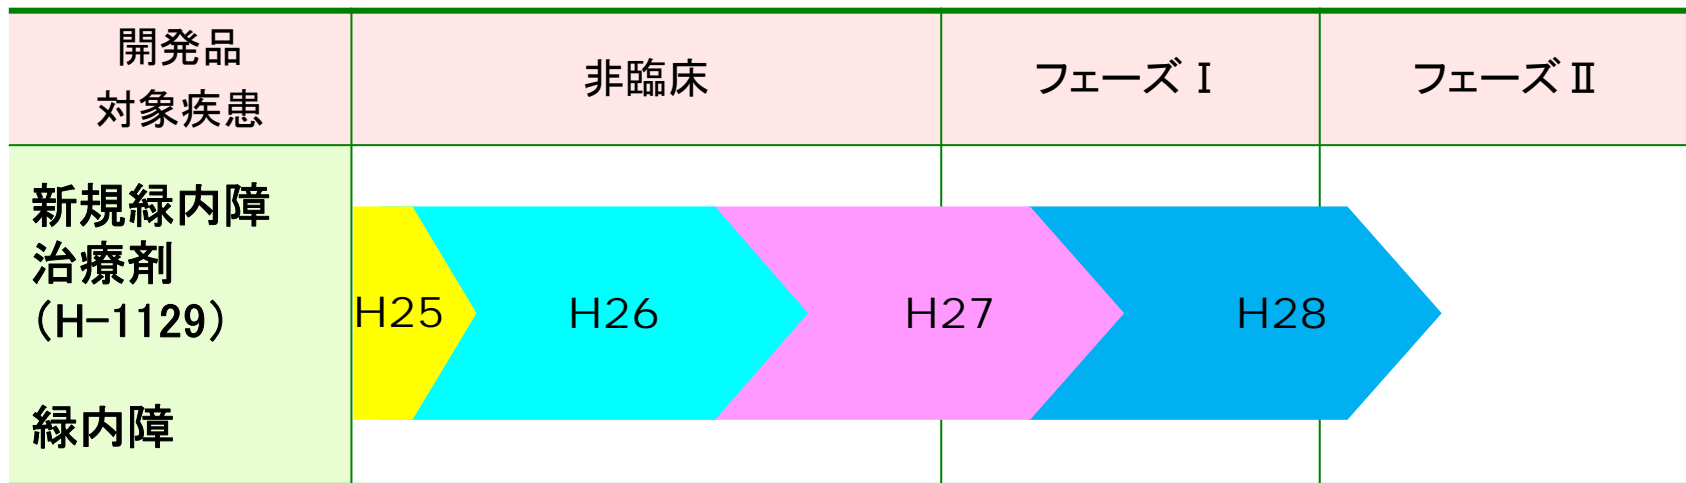 開発品
対象疾患
非臨床
フェーズⅠ
フェーズⅡ
新規緑内障
治療剤
(H-1129)
緑内障
H25
H26
H27
H28